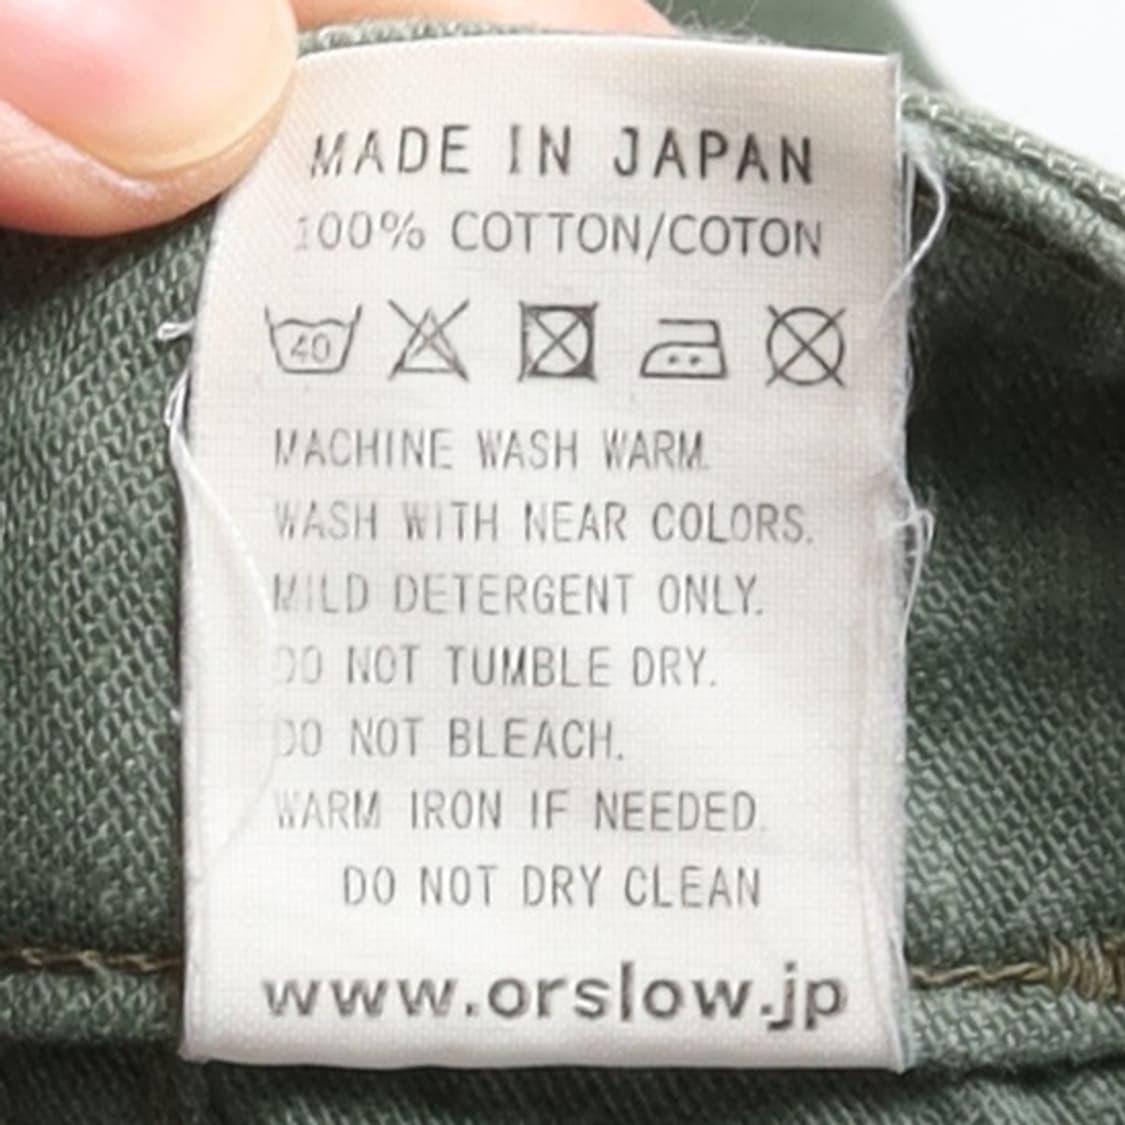 MADE IN JAPAN
100% COTTON/COTON
40
MACHINE WASH WARM.
WASH WITH NEAR COLORS.
MILD DETERGENT ONLY.
DO NOT TUMBLE DRY.
DO NOT BLEACH.
WARM IRON IF NEEDED.
DO NOT DRY CLEAN
www.orslow.jp